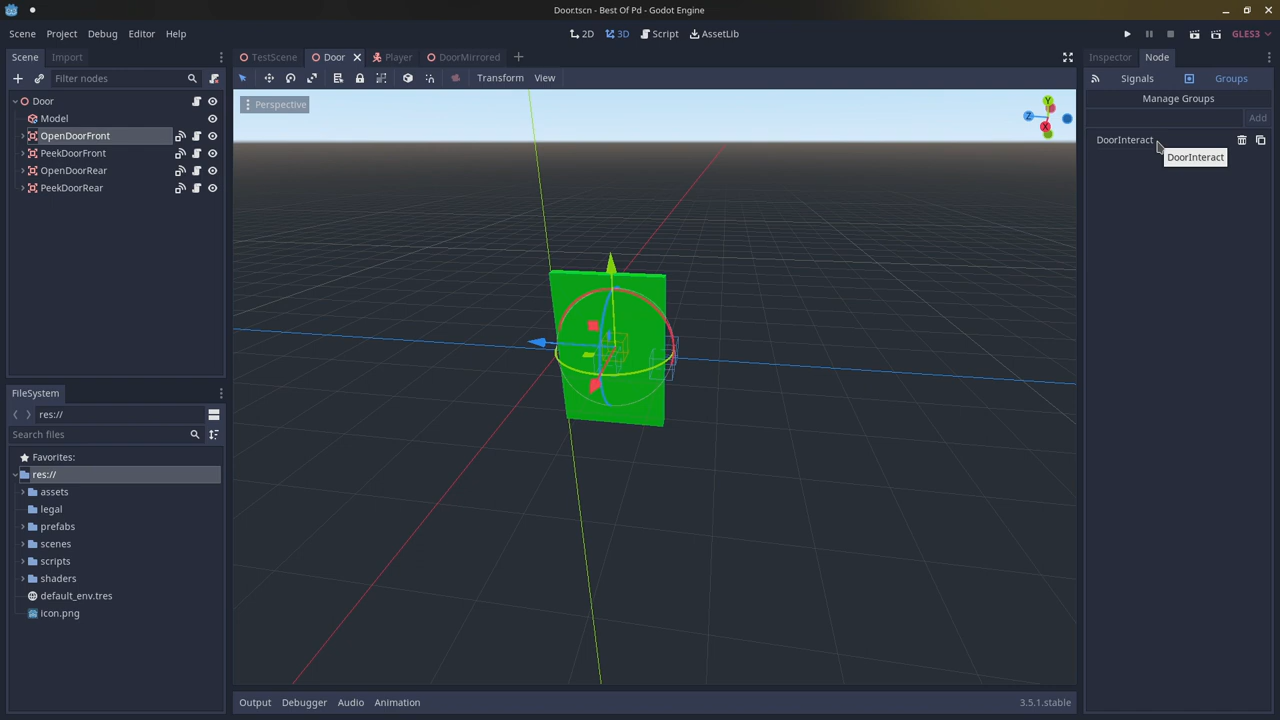 Door.tscn - Best Of Pd - Godot Engine
Scene Project Debug Editor Help
2D 3D Script AssetLib
GLES3
Scene Import
TestScene Door Player DoorMirrored
Inspector Node
Filter nodes
Transform View
Signals Groups
Manage Groups
Add
Perspective
Y
Z
X
Door
Model
OpenDoorFront
PeekDoorFront
OpenDoorRear
PeekDoorRear
DoorInteract
DoorInteract
FileSystem
res://
Search files
Favorites:
res://
assets
legal
prefabs
scenes
scripts
shaders
default_env.tres
icon.png
Output Debugger Audio Animation
3.5.1.stable